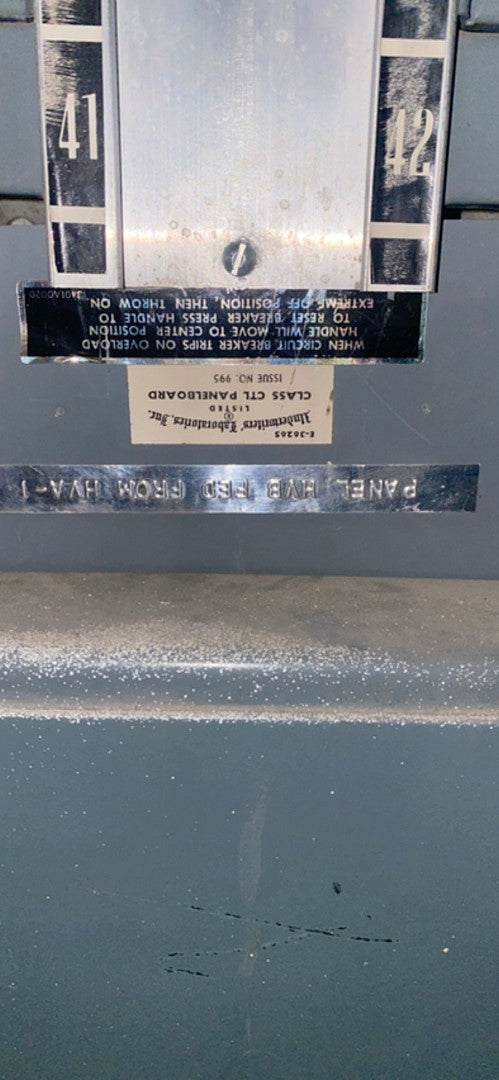 41
42
WHEN CIRCUIT BREAKER TRIPS ON OVERLOAD
HANDLE WILL MOVE TO CENTER POSITION
TO RESET BREAKER PRESS HANDLE TO
EXTREME OFF POSITION, THEN THROW ON
3401A0020
E-36265
Underwriters' Laboratories, Inc.
LISTED
CLASS CTL PANELBOARD
ISSUE NO. 995
PANEL HVB FED FROM HVA-1